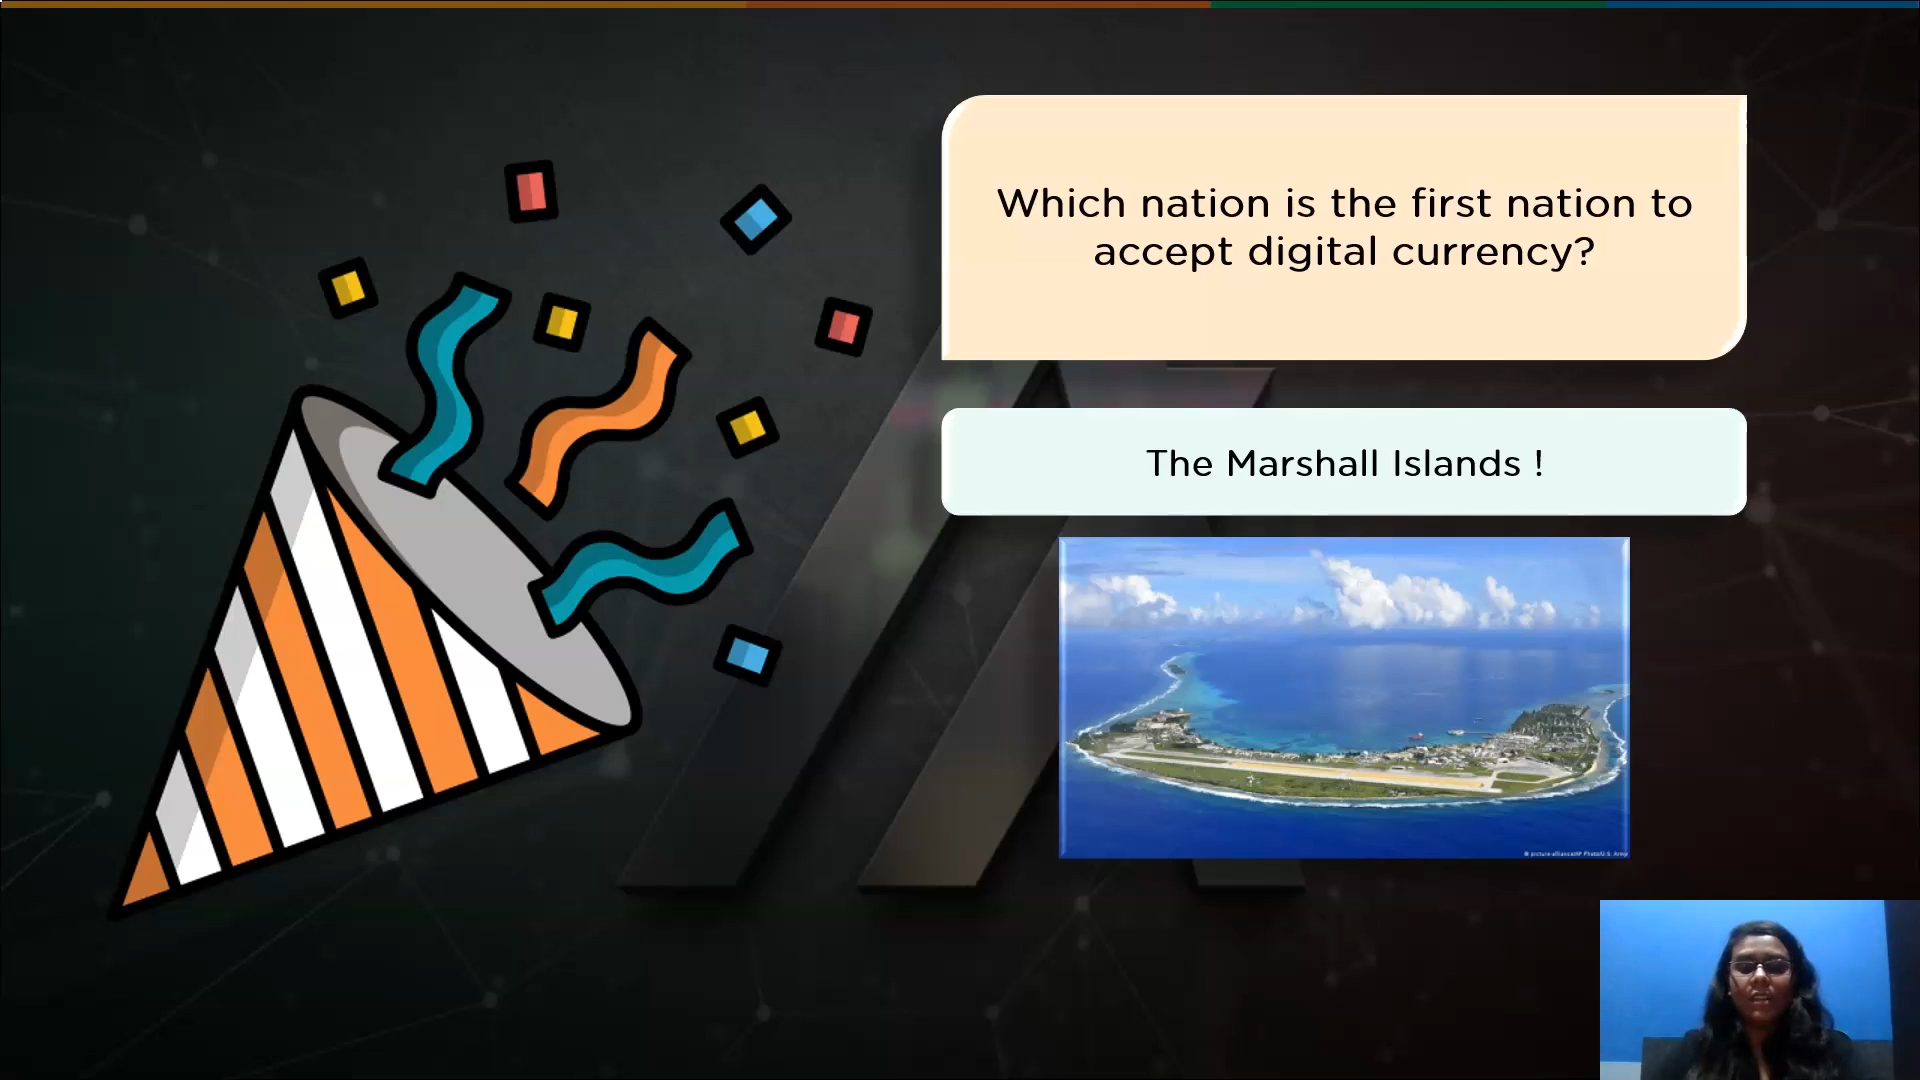 Which nation is the first nation to
accept digital currency?
The Marshall Islands !